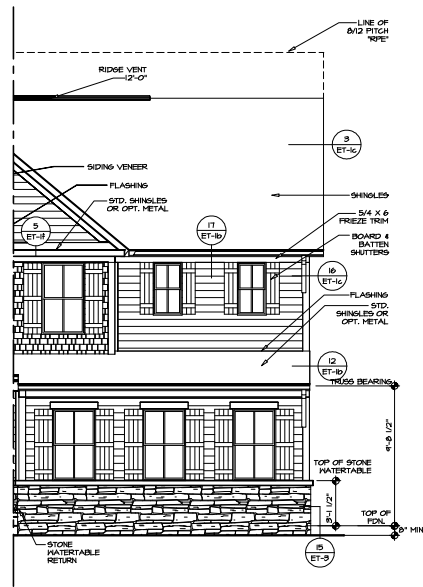 LINE OF
8/12 PITCH
"RPE"
RIDGE VENT
12'-0"
3
ET-1c
SIDING VENEER
FLASHING
STD. SHINGLES
OR OPT. METAL
SHINGLES
5
ET-1f
17
ET-1b
5/4 X 6
FRIEZE TRIM
BOARD &
BATTEN
SHUTTERS
16
ET-1c
FLASHING
STD.
SHINGLES OR
OPT. METAL
12
ET-1b
TRUSS BEARING
9'-8 1/2"
TOP OF STONE
WATERTABLE
3'-1 1/2"
TOP OF
FDN.
8" MIN
STONE
WATERTABLE
RETURN
15
ET-3